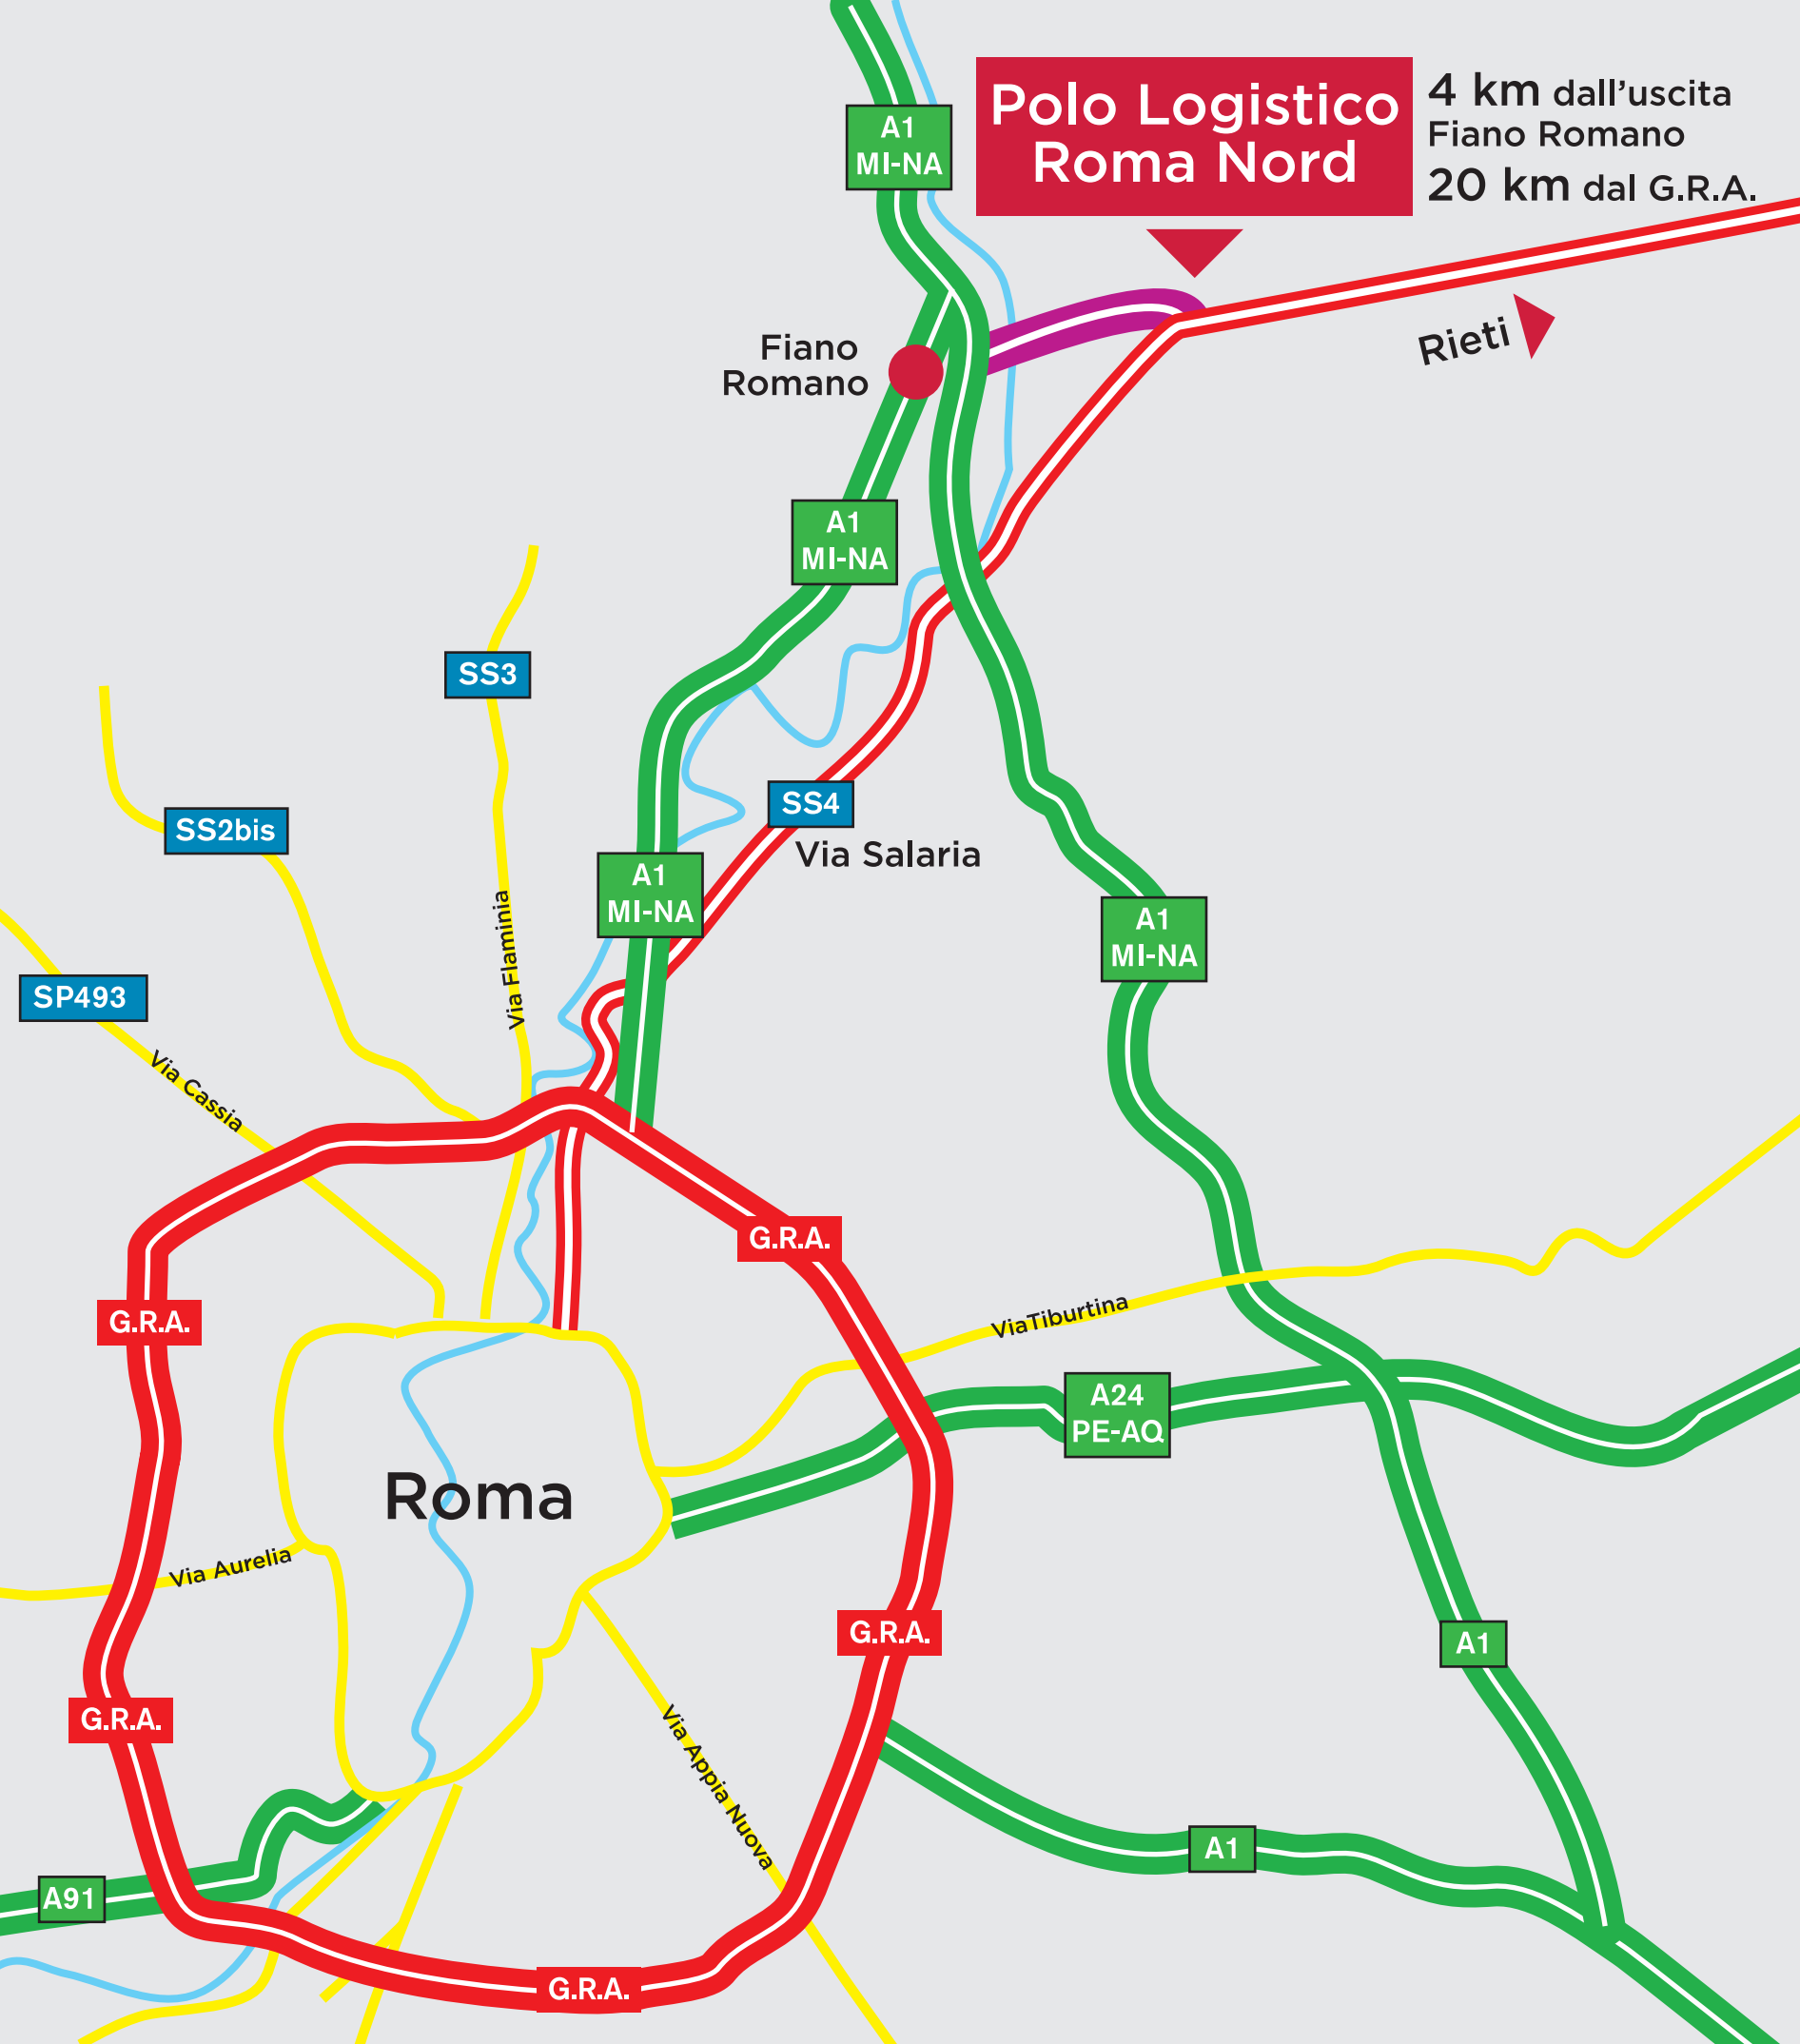 A1
MI-NA
Polo Logistico
Roma Nord
4 km dall'uscita
Fiano Romano
20 km dal G.R.A.
Rieti
Fiano
Romano
A1
MI-NA
SS3
SS2bis
SS4
Via Salaria
A1
MI-NA
A1
MI-NA
Via Flaminia
SP493
Via Cassia
G.R.A.
G.R.A.
ViaTiburtina
A24
PE-AQ
Roma
Via Aurelia
G.R.A.
A1
G.R.A.
Via Appia Nuova
A1
A91
G.R.A.